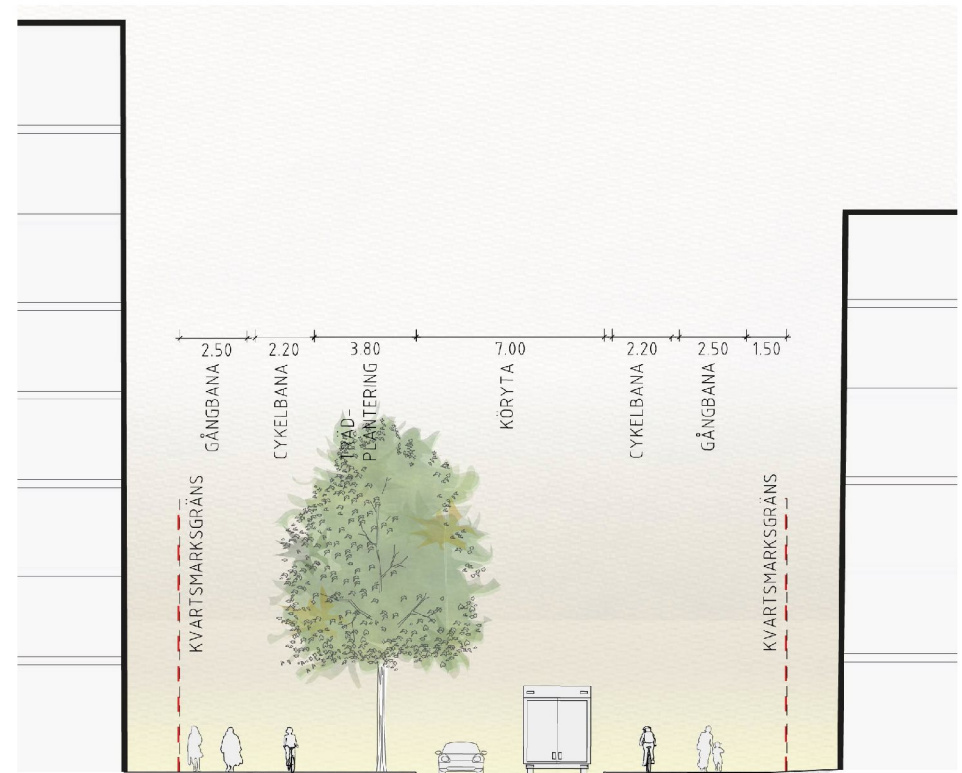 2.50
2.20
3.80
7.00
2.20
2.50
1.50
GÅNGBANA
CYKELBANA
TRÄD-
PLANTERING
KÖRYTA
CYKELBANA
GÅNGBANA
KVARTSMARKSGRÄNS
KVARTSMARKSGRÄNS